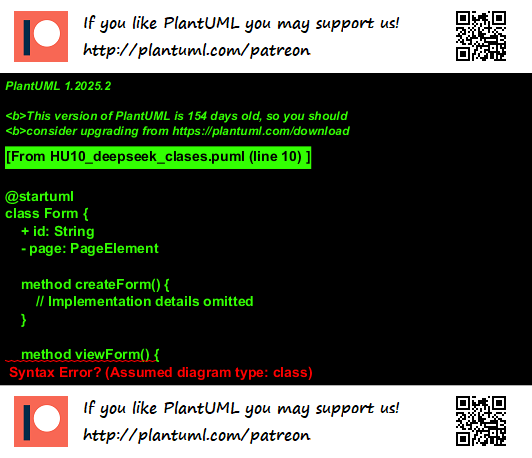 If you like PlantUML you may support us!
http://plantuml.com/patreon
PlantUML 1.2025.2
<b>This version of PlantUML is 154 days old, so you should
<b>consider upgrading from https://plantuml.com/download
[From HU10_deepseek_clases.puml (line 10) ]
@startuml
class Form {
+ id: String
- page: PageElement
method createForm() {
// Implementation details omitted
}
method viewForm() {
Syntax Error? (Assumed diagram type: class)
If you like PlantUML you may support us!
http://plantuml.com/patreon